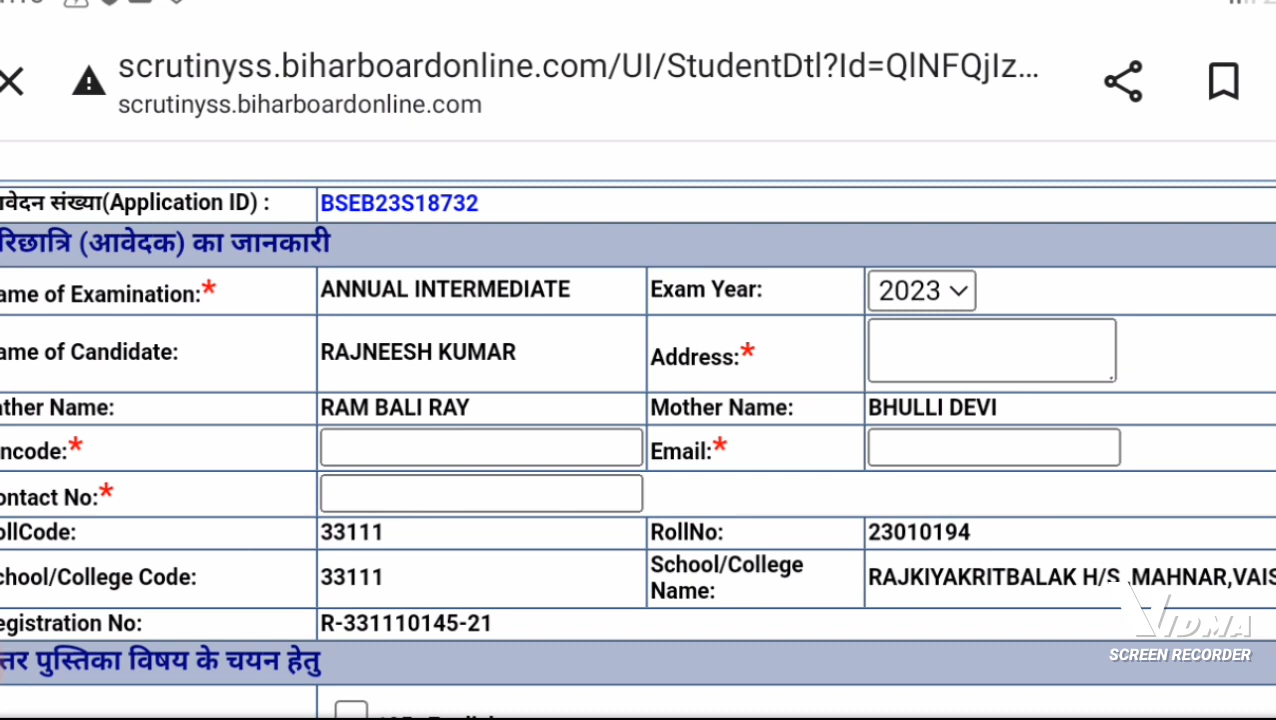 scrutinyss.biharboardonline.com/UI/StudentDtl?Id=QlNFQjIz...
scrutinyss.biharboardonline.com
वेदन संख्या(Application ID) : BSEB23S18732
रिछात्रि (आवेदक) का जानकारी
ame of Examination:* ANNUAL INTERMEDIATE Exam Year: 2023
ame of Candidate: RAJNEESH KUMAR Address:*
ather Name: RAM BALI RAY Mother Name: BHULLI DEVI
ncode:* Email:*
ontact No:*
ollCode: 33111 RollNo: 23010194
chool/College Code: 33111 School/College Name: RAJKIYAKRITBALAK H/S ,MAHNAR,VAIS
egistration No: R-331110145-21
त्तर पुस्तिका विषय के चयन हेतु
VIDMA
SCREEN RECORDER